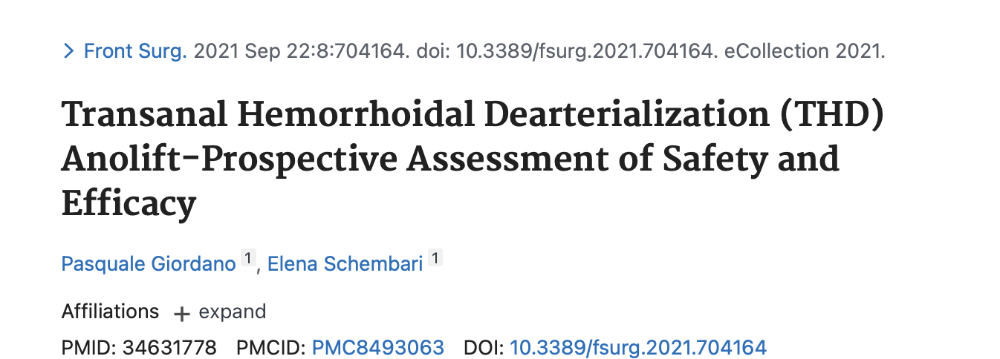 > Front Surg. 2021 Sep 22:8:704164. doi: 10.3389/fsurg.2021.704164. eCollection 2021.
Transanal Hemorrhoidal Dearterialization (THD)
Anolift-Prospective Assessment of Safety and
Efficacy
Pasquale Giordano 1, Elena Schembari 1
Affiliations + expand
PMID: 34631778 PMCID: PMC8493063 DOI: 10.3389/fsurg.2021.704164